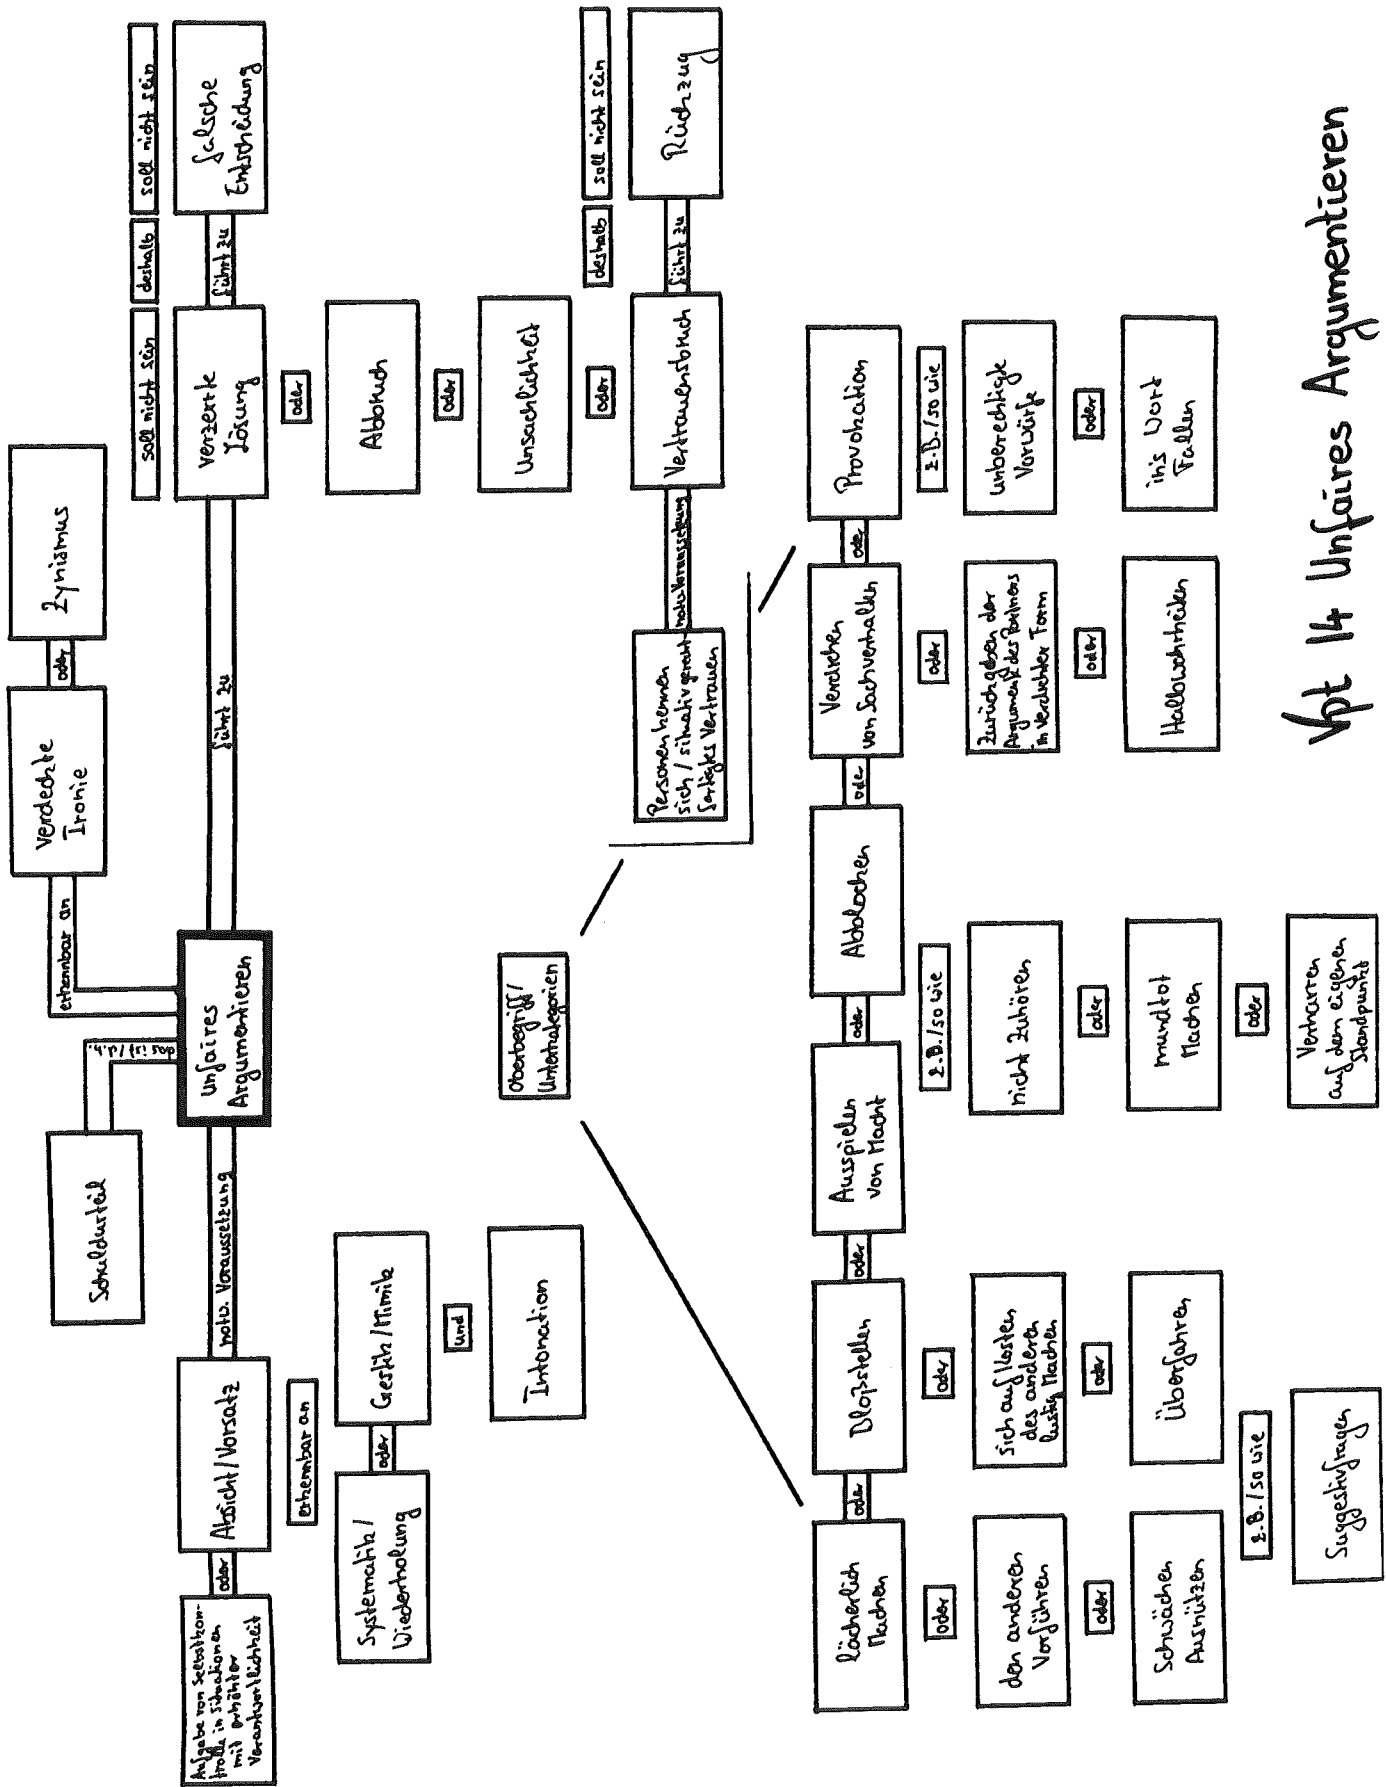 Schuldurteil
das ist / d.h.
erkennbar an
verdeckte
Ironie
oder
Zynismus
Aufgabe von Selbstkon-
trolle in Situationen
mit erhöhter
Verantwortlichkeit
oder
Absicht/Vorsatz
notw. Voraussetzung
unfaires
Argumentieren
führt zu
soll nicht sein
deshalb
soll nicht sein
verzerrte
Lösung
führt zu
falsche
Entscheidung
erkennbar an
oder
Systematik/
Wiederholung
oder
Gestik/Mimik
Abbruch
und
oder
Intonation
Unsachlichkeit
oder
deshalb
soll nicht sein
Oberbegriff/
Unterkategorien
Personen kennen
sich / situativ gerecht-
fertigtes Vertrauen
notw. Voraussetzung
Vertrauensbruch
führt zu
Rückzug
lächerlich
Machen
oder
Bloßstellen
oder
Ausspielen
von Macht
oder
Abblocken
oder
Verdrehen
von Sachverhalten
oder
Provokation
oder
oder
z.B./so wie
oder
z.B./so wie
den anderen
Vorführen
sich auf Kosten
des anderen
lustig Machen
nicht Zuhören
Zurückgeben der
Argumente des Partners
in verdrehter Form
unberechtigte
Vorwürfe
oder
oder
oder
oder
oder
Schwächen
Ausnützen
Überfahren
mundtot
Machen
Halbwahrheiten
ins Wort
Fallen
z.B./so wie
oder
Suggestivfragen
Verharren
auf dem eigenen
Standpunkt
Vpt 14 Unfaires Argumentieren